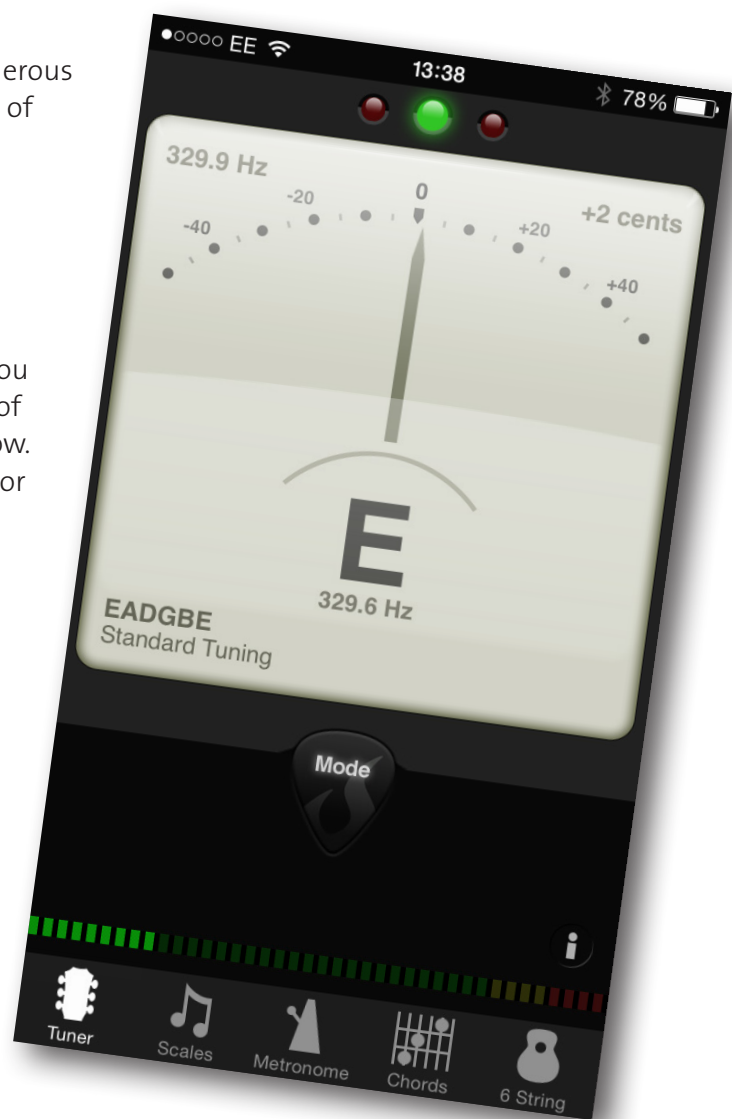 erous
of
ou
of
ow.
or
EE 13:38 78%
329.9 Hz +2 cents
-40 -20 0 +20 +40
E
329.6 Hz
EADGBE
Standard Tuning
Mode
i
Tuner Scales Metronome Chords 6 String